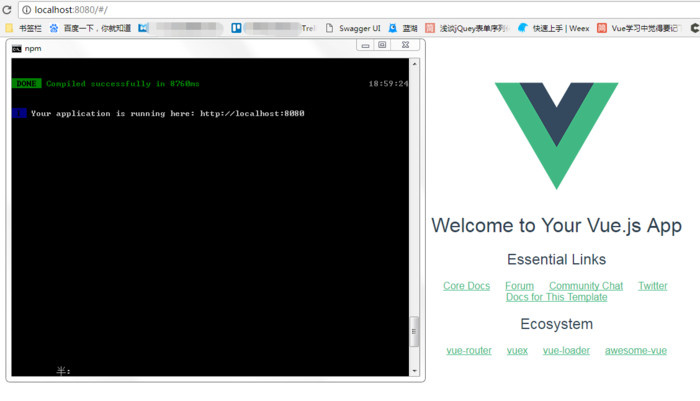 localhost:8080/#/
书签栏 百度一下，你就知道 Trel Swagger UI 蓝湖 浅谈jQuey表单序列 快速上手 | Weex Vue学习中觉得要记
npm
DONE Compiled successfully in 8760ms 18:59:24
Your application is running here: http://localhost:8080
半:
Welcome to Your Vue.js App
Essential Links
Core Docs Forum Community Chat Twitter
Docs for This Template
Ecosystem
vue-router vuex vue-loader awesome-vue